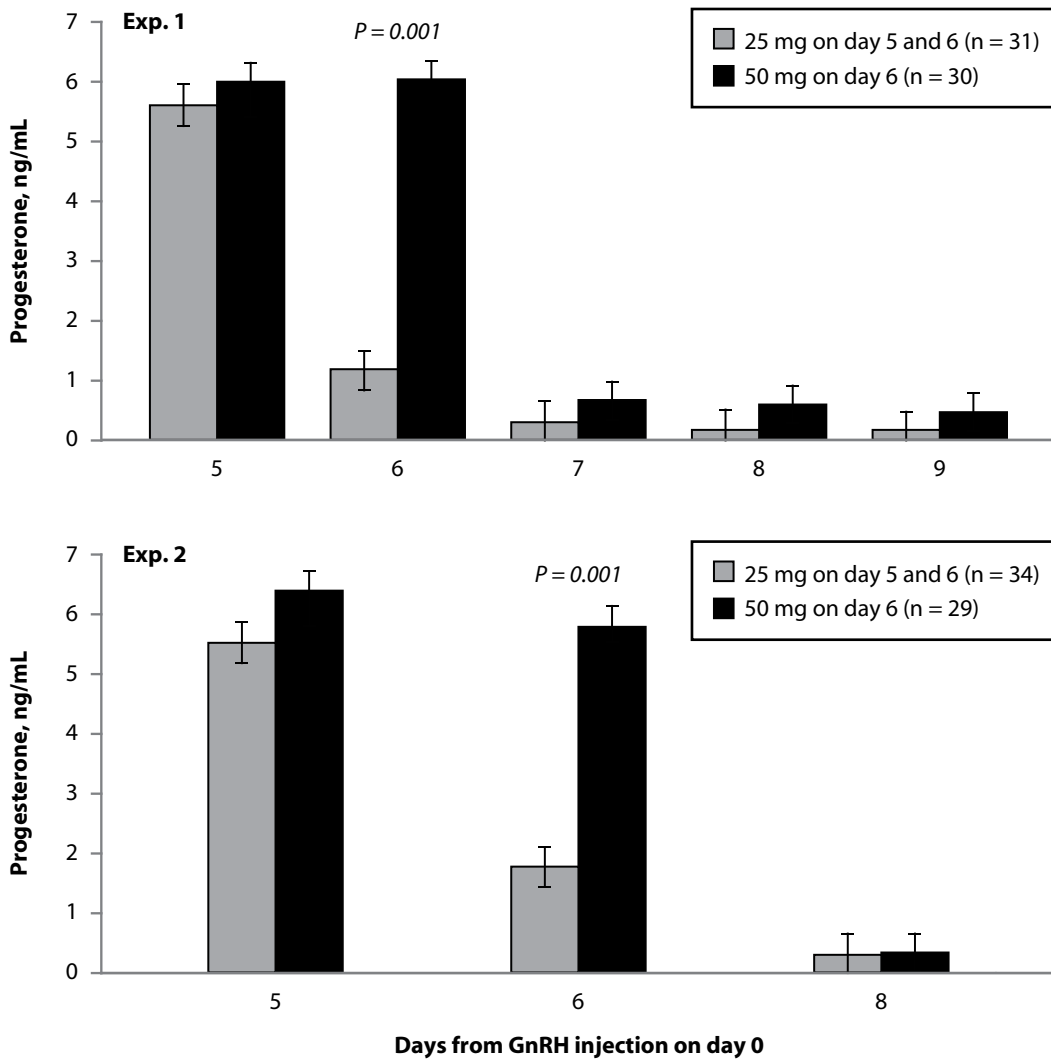 Exp. 1
P = 0.001
25 mg on day 5 and 6 (n = 31)
50 mg on day 6 (n = 30)
Progesterone, ng/mL
7
6
5
4
3
2
1
0
5 6 7 8 9
Exp. 2
P = 0.001
25 mg on day 5 and 6 (n = 34)
50 mg on day 6 (n = 29)
Progesterone, ng/mL
7
6
5
4
3
2
1
0
5 6 8
Days from GnRH injection on day 0